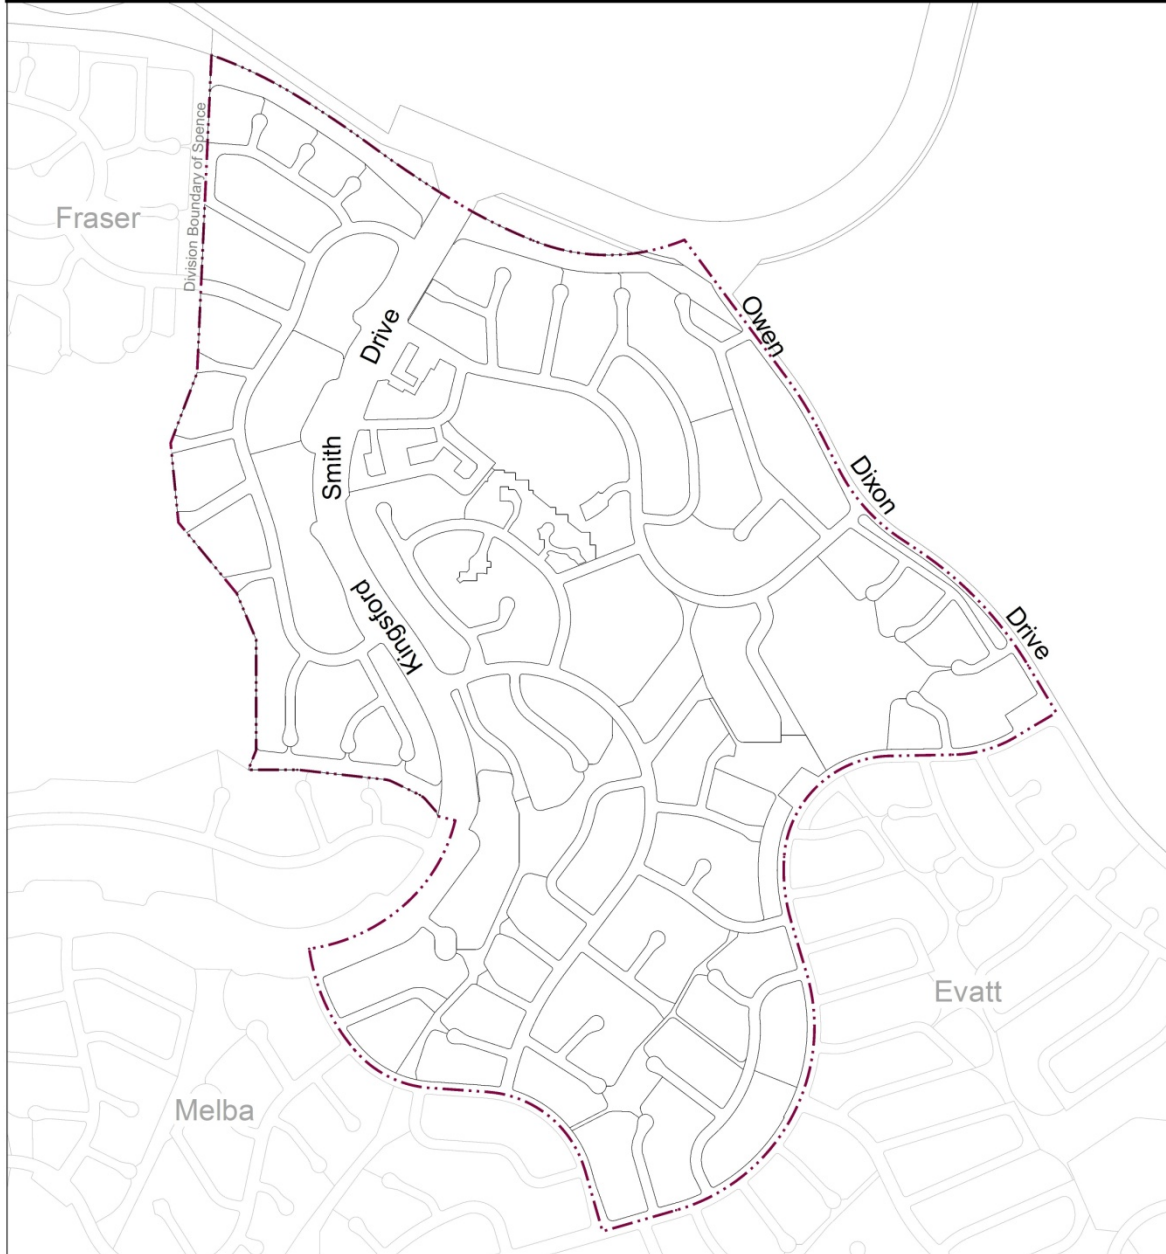 Division Boundary of Spence
Fraser
Owen
Drive
Smith
Dixon
Kingsford
Drive
Evatt
Melba